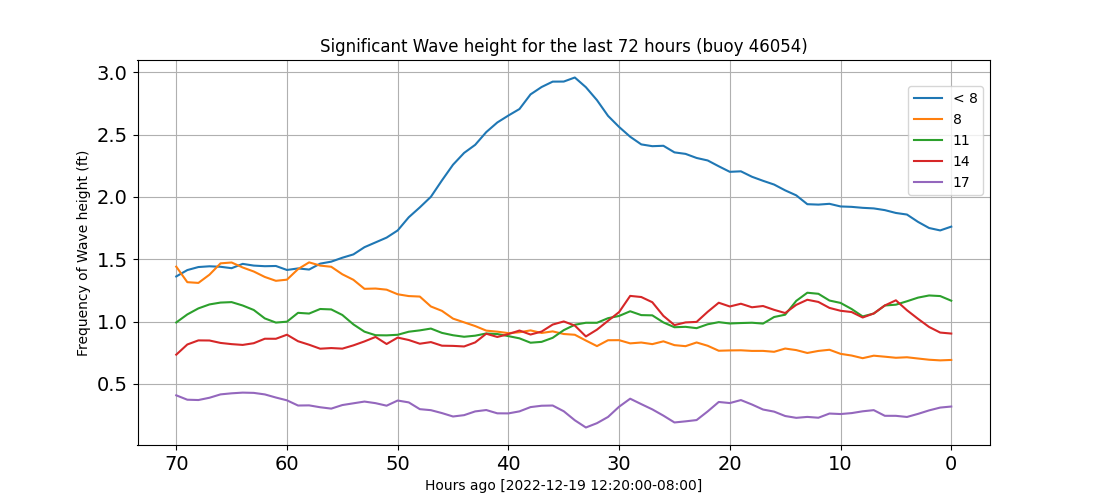 Significant Wave height for the last 72 hours (buoy 46054)
Frequency of Wave height (ft)
3.0
2.5
2.0
1.5
1.0
0.5
< 8
8
11
14
17
70 60 50 40 30 20 10 0
Hours ago [2022-12-19 12:20:00-08:00]